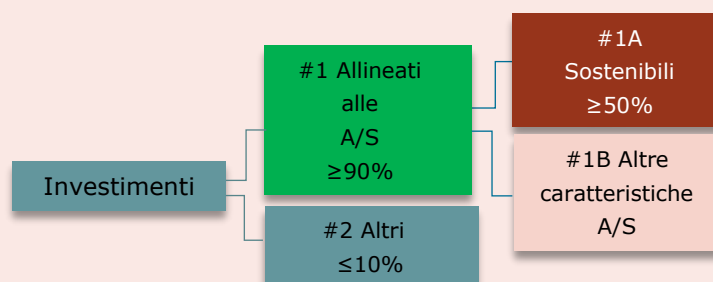 Investimenti
#1 Allineati
alle
A/S
≥90%
#2 Altri
≤10%
#1A
Sostenibili
≥50%
#1B Altre
caratteristiche
A/S